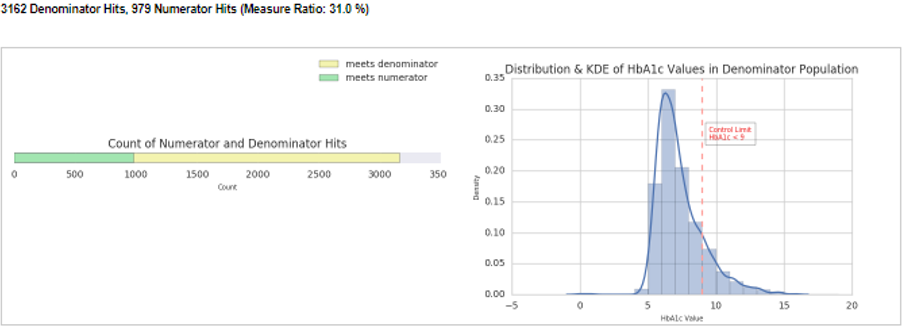 3162 Denominator Hits, 979 Numerator Hits (Measure Ratio: 31.0 %)
meets denominator
meets numerator
Count of Numerator and Denominator Hits
0 500 1000 1500 2000 2500 3000 350
Count
Distribution & KDE of HbA1c Values in Denominator Population
0.35
0.30
0.25
0.20
0.15
0.10
0.05
0.00
Density
Control Limit
HbA1c < 9
−5 0 5 10 15 20
HbA1c Value